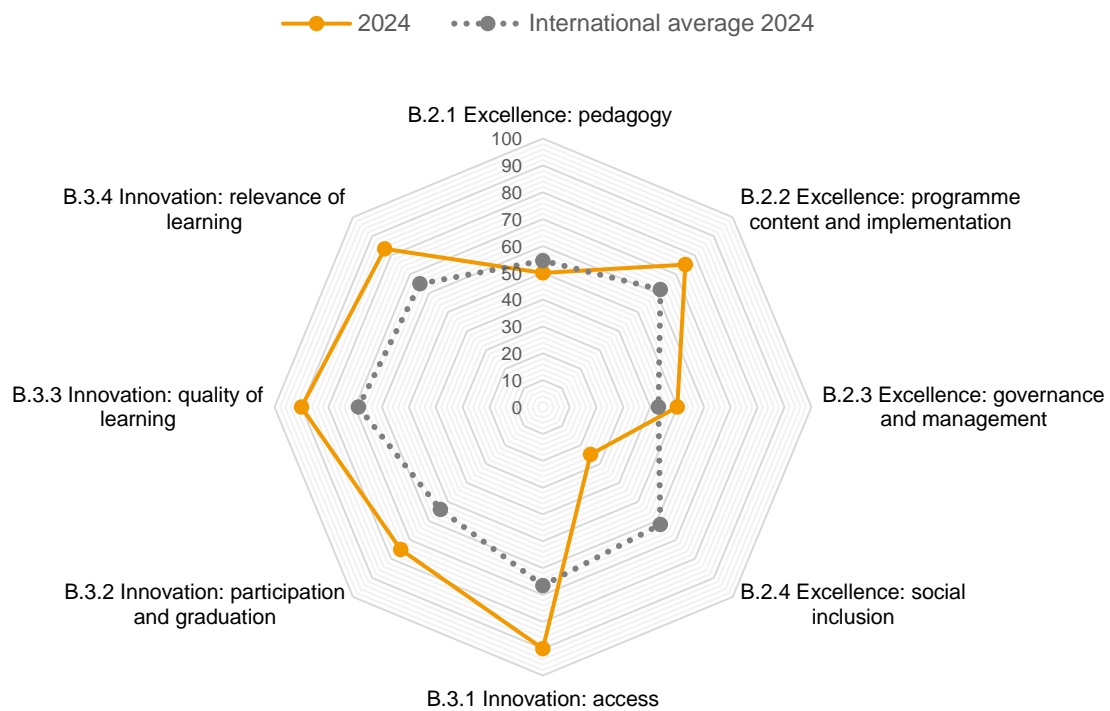 2024
International average 2024
B.2.1 Excellence: pedagogy
B.2.2 Excellence: programme
content and implementation
B.2.3 Excellence: governance
and management
B.2.4 Excellence: social
inclusion
B.3.1 Innovation: access
B.3.2 Innovation: participation
and graduation
B.3.3 Innovation: quality of
learning
B.3.4 Innovation: relevance of
learning
100
90
80
70
60
50
40
30
20
10
0